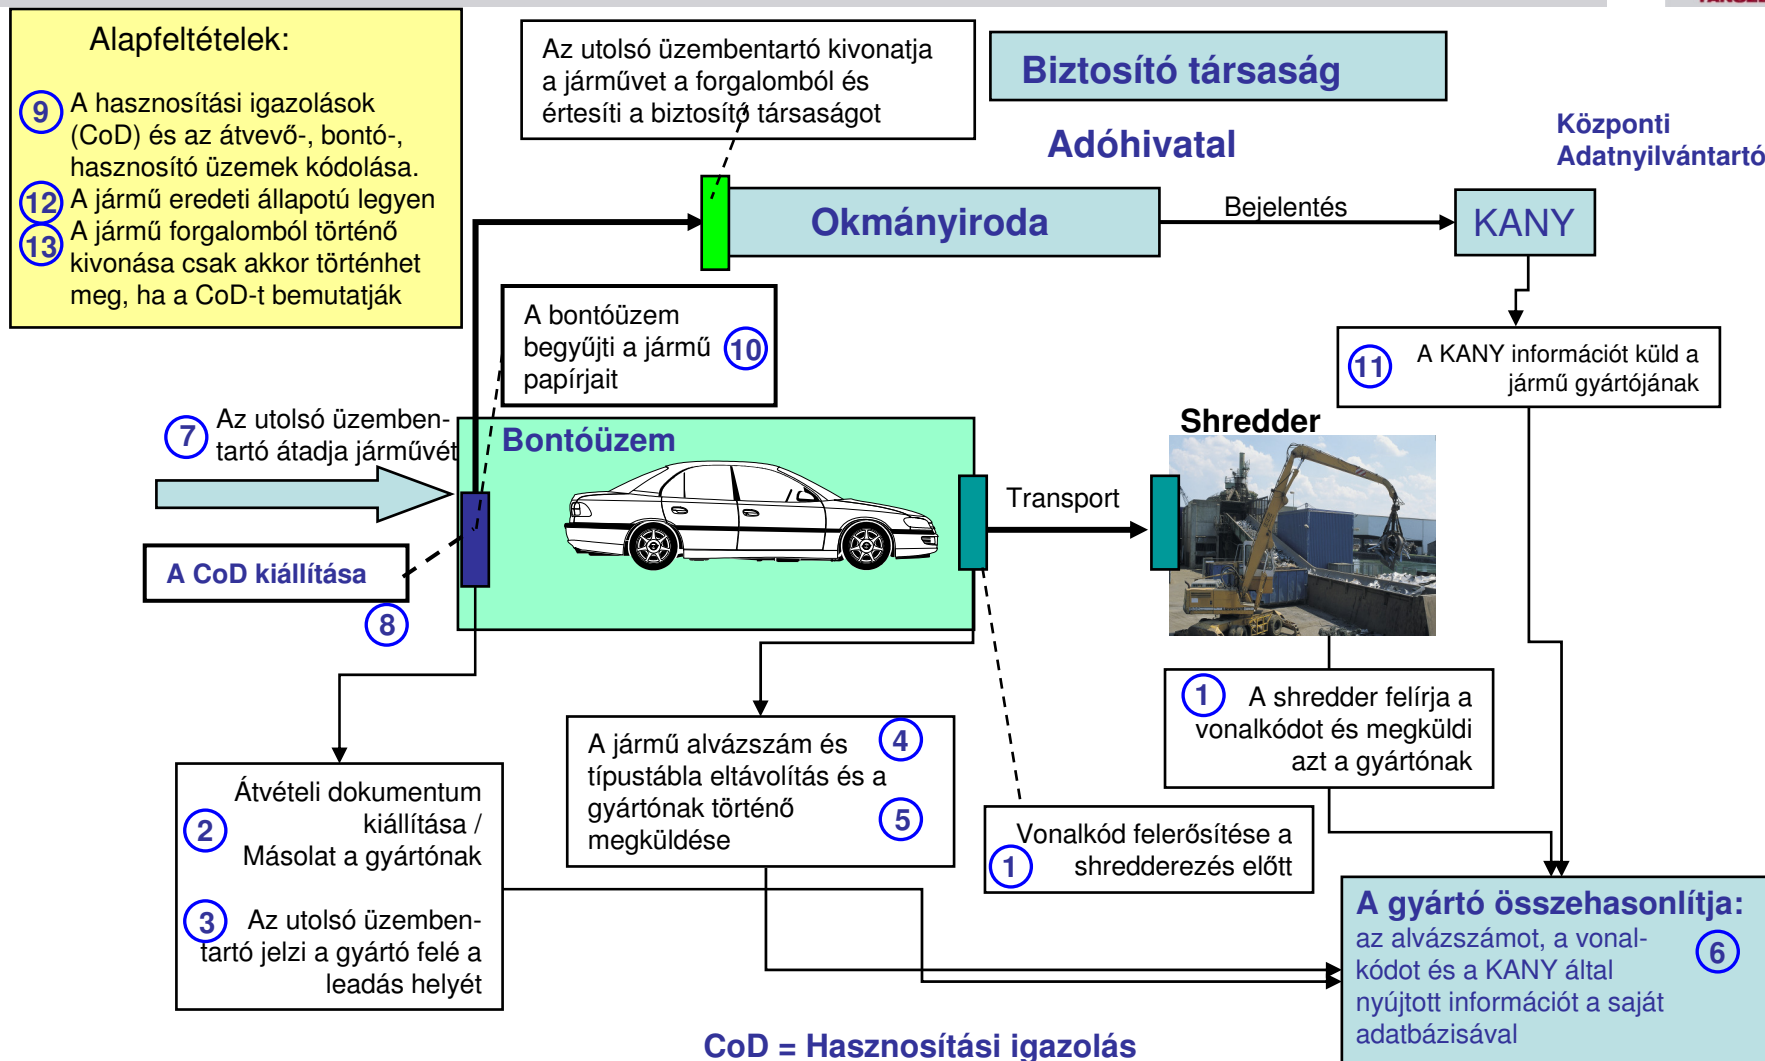 Alapfeltételek:
9 A hasznosítási igazolások
(CoD) és az átvevő-, bontó-,
hasznosító üzemek kódolása.
12 A jármű eredeti állapotú legyen
13 A jármű forgalomból történő
kivonása csak akkor történhet
meg, ha a CoD-t bemutatják
Az utolsó üzembentartó kivonatja
a járművet a forgalomból és
értesíti a biztosító társaságot
Biztosító társaság
Adóhivatal
Központi
Adatnyilvántartó
Okmányiroda
Bejelentés
KANY
A bontóüzem
begyűjti a jármű 10
papírjait
11 A KANY információt küld a
jármű gyártójának
7 Az utolsó üzemben-
tartó átadja járművét
Bontóüzem
Shredder
Transport
A CoD kiállítása
8
1 A shredder felírja a
vonalkódot és megküldi
azt a gyártónak
A jármű alvázszám és 4
típustábla eltávolítás és a
gyártónak történő 5
megküldése
Átvételi dokumentum
2 kiállítása /
Másolat a gyártónak
3 Az utolsó üzemben-
tartó jelzi a gyártó felé a
leadás helyét
Vonalkód felerősítése a
1 shredderezés előtt
A gyártó összehasonlítja:
az alvázszámot, a vonal-
kódot és a KANY által 6
nyújtott információt a saját
adatbázisával
CoD = Hasznosítási igazolás